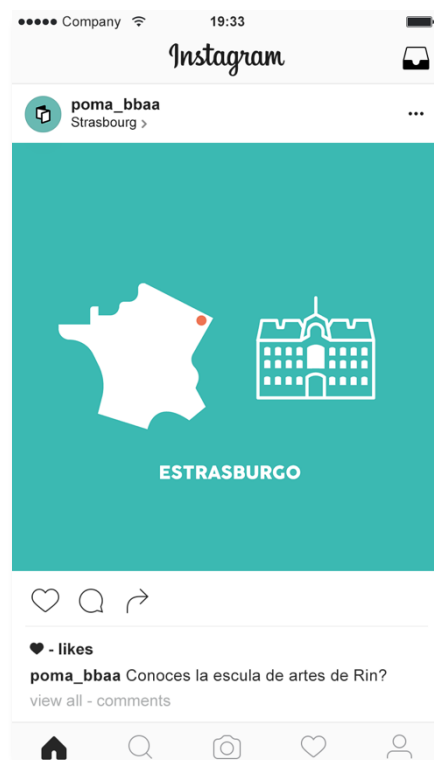 Company 19:33
Instagram
poma_bbaa
Strasbourg >
ESTRASBURGO
- likes
poma_bbaa Conoces la escula de artes de Rin?
view all - comments